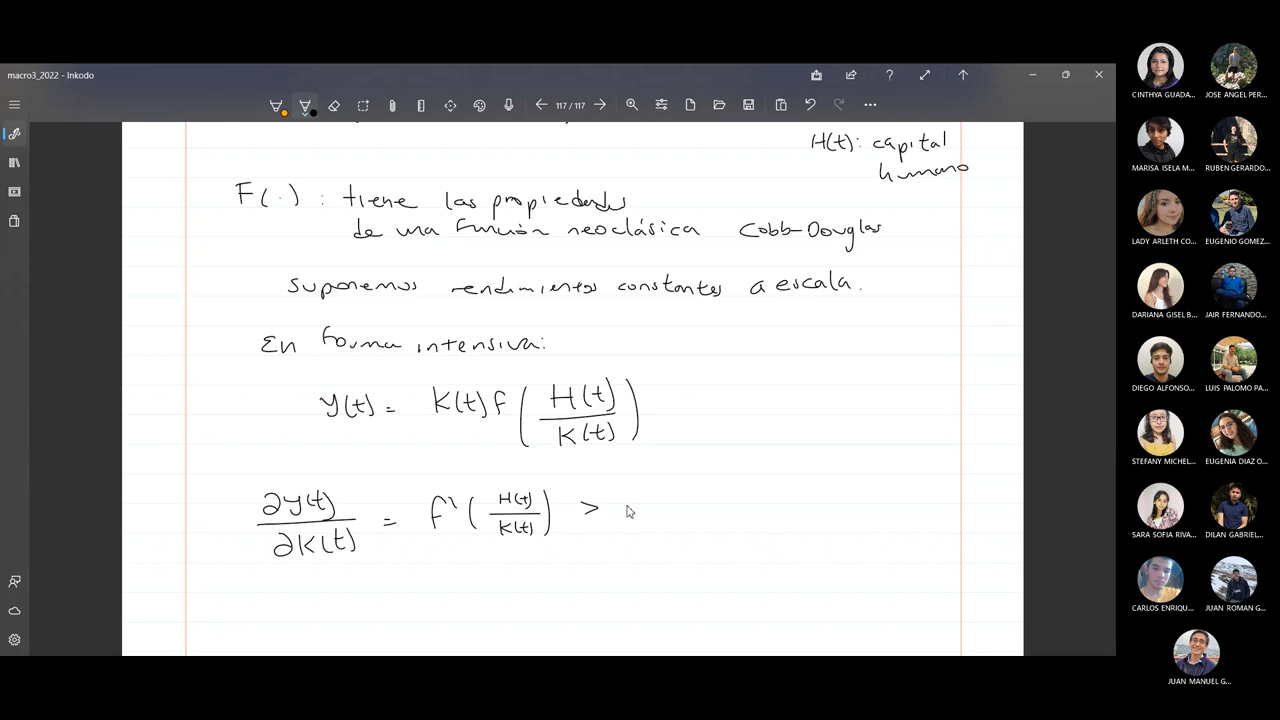 macro3_2022 - Inkodo
117 / 117
H(t): capital
humano
F(.) : tiene las propiedades
de una función neoclásica Cobb-Douglas
suponemos rendimientos constantes a escala.
En forma intensiva:
Y(t) = K(t) f ( H(t) / K(t) )
∂Y(t) / ∂K(t) = f' ( H(t) / K(t) ) >
CINTHYA GUADA...
JOSE ANGEL PER...
MARISA ISELA M...
RUBEN GERARDO...
LADY ARLETH CO...
EUGENIO GOMEZ...
DARIANA GISEL B...
JAIR FERNANDO...
DIEGO ALFONSO...
LUIS PALOMO PA...
STEFANY MICHEL...
EUGENIA DIAZ O...
SARA SOFIA RIVA...
DILAN GABRIEL...
CARLOS ENRIQU...
JUAN ROMAN G...
JUAN MANUEL G...